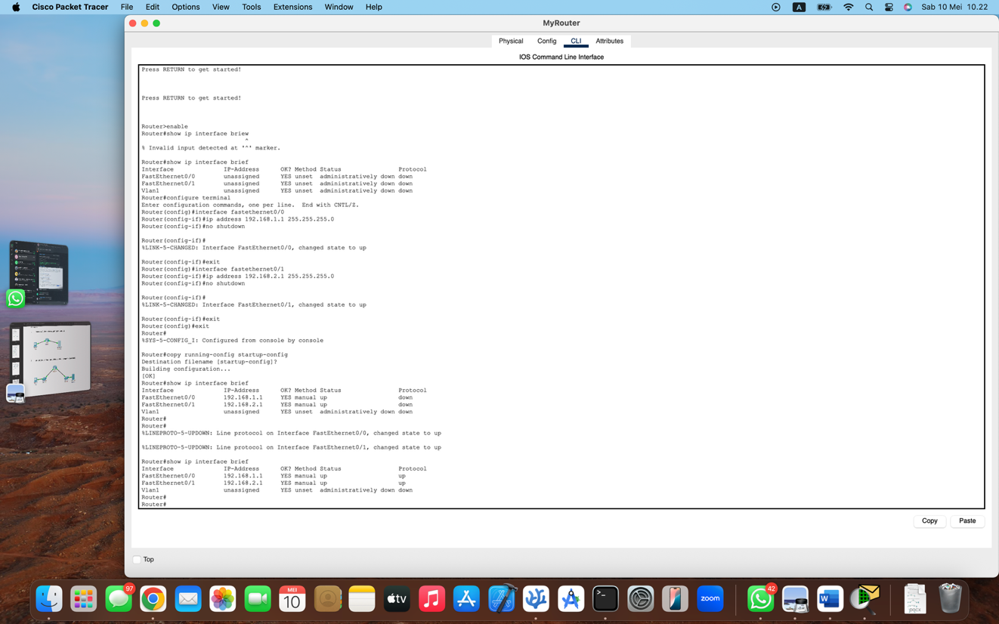 Cisco Packet Tracer File Edit Options View Tools Extensions Window Help A Sab 10 Mei 10.22
MyRouter
Physical Config CLI Attributes
IOS Command Line Interface
Press RETURN to get started!
Press RETURN to get started!
Router>enable
Router#show ip interface briew
^
% Invalid input detected at '^' marker.
Router#show ip interface brief
Interface IP-Address OK? Method Status Protocol
FastEthernet0/0 unassigned YES unset administratively down down
FastEthernet0/1 unassigned YES unset administratively down down
Vlan1 unassigned YES unset administratively down down
Router#configure terminal
Enter configuration commands, one per line. End with CNTL/Z.
Router(config)#interface fastethernet0/0
Router(config-if)#ip address 192.168.1.1 255.255.255.0
Router(config-if)#no shutdown
Router(config-if)#
%LINK-5-CHANGED: Interface FastEthernet0/0, changed state to up
Router(config-if)#exit
Router(config)#interface fastethernet0/1
Router(config-if)#ip address 192.168.2.1 255.255.255.0
Router(config-if)#no shutdown
Router(config-if)#
%LINK-5-CHANGED: Interface FastEthernet0/1, changed state to up
Router(config-if)#exit
Router(config)#exit
Router#
%SYS-5-CONFIG_I: Configured from console by console
Router#copy running-config startup-config
Destination filename [startup-config]?
Building configuration...
[OK]
Router#show ip interface brief
Interface IP-Address OK? Method Status Protocol
FastEthernet0/0 192.168.1.1 YES manual up down
FastEthernet0/1 192.168.2.1 YES manual up down
Vlan1 unassigned YES unset administratively down down
Router#
Router#
%LINEPROTO-5-UPDOWN: Line protocol on Interface FastEthernet0/0, changed state to up
%LINEPROTO-5-UPDOWN: Line protocol on Interface FastEthernet0/1, changed state to up
Router#show ip interface brief
Interface IP-Address OK? Method Status Protocol
FastEthernet0/0 192.168.1.1 YES manual up up
FastEthernet0/1 192.168.2.1 YES manual up up
Vlan1 unassigned YES unset administratively down down
Router#
Router#
Copy Paste
Top
97 MEI 10 tv >_ zoom 42 W pdcx